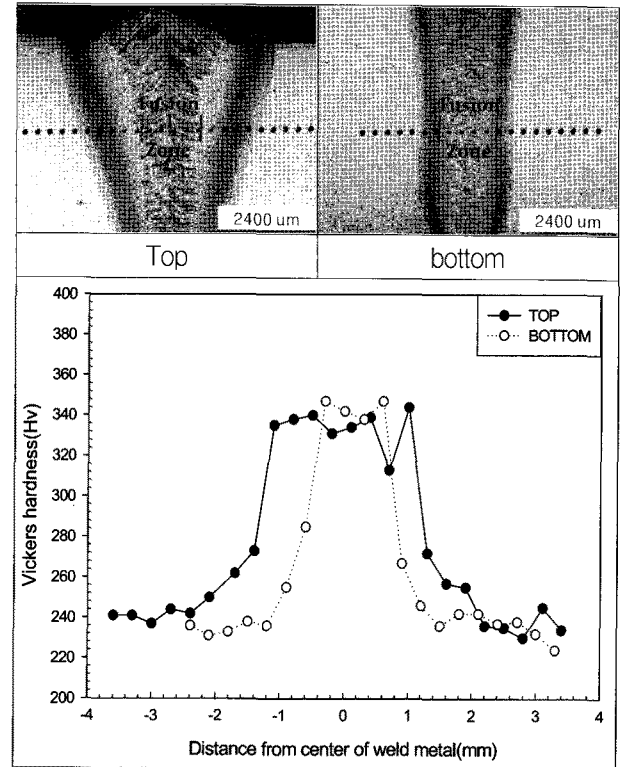 Fusion
Zone
2400 um
Fusion
Zone
2400 um
Top
bottom
400
380
360
340
320
300
280
260
240
220
200
Vickers hardness(Hv)
TOP
BOTTOM
-4
-3
-2
-1
0
1
2
3
4
Distance from center of weld metal(mm)